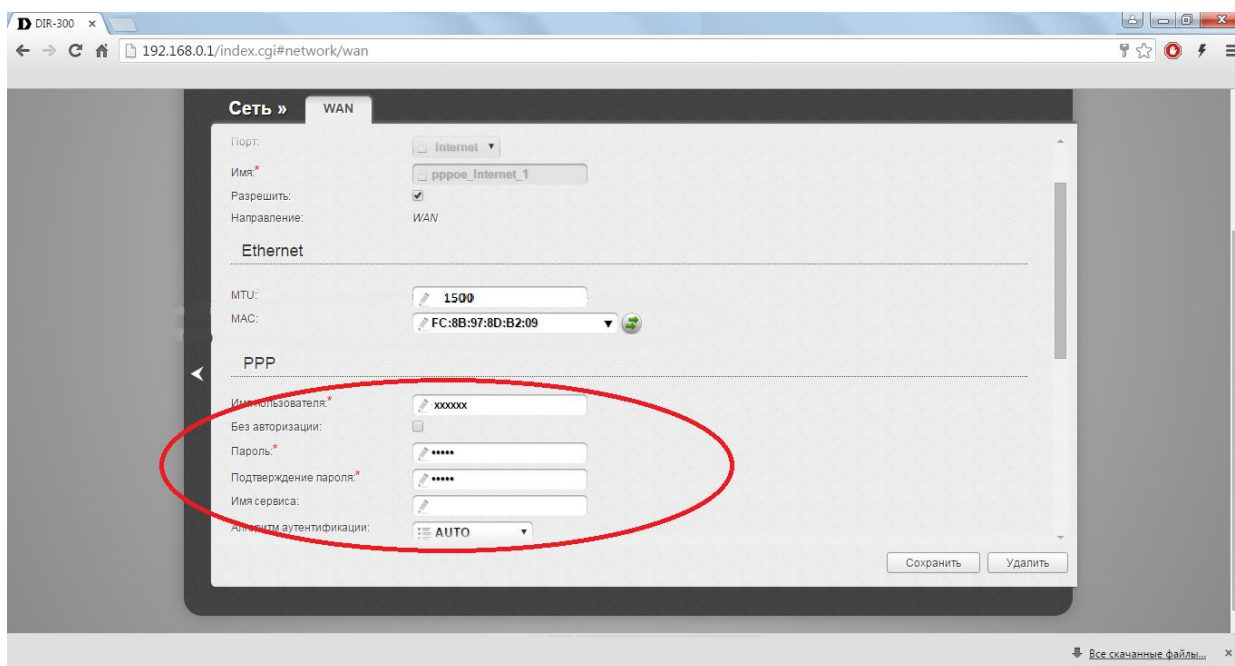 DIR-300
192.168.0.1/index.cgi#network/wan
Сеть » WAN
Порт: Internet
Имя:* pppoe_Internet_1
Разрешить:
Направление: WAN
Ethernet
MTU: 1500
MAC: FC:8B:97:8D:B2:09
PPP
Имя пользователя:* xxxxxx
Без авторизации:
Пароль:* •••••
Подтверждение пароля:* •••••
Имя сервиса:
Алгоритм аутентификации: AUTO
Сохранить Удалить
Все скачанные файлы...